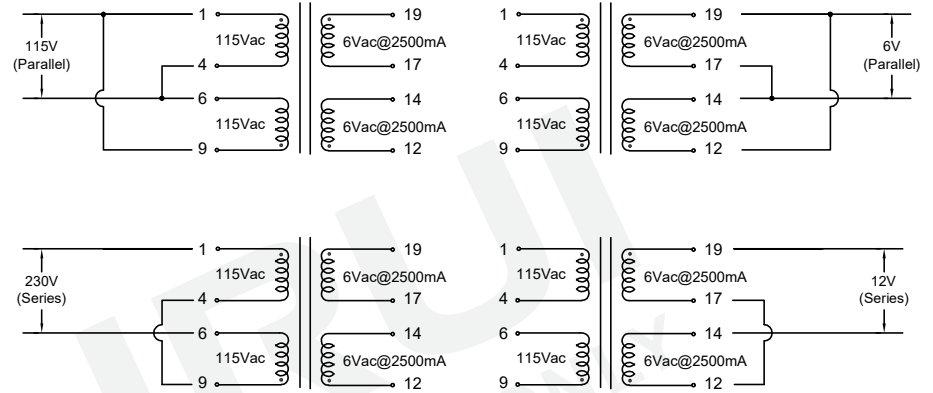 1 19 1 19
115V 115Vac 6Vac@2500mA 115Vac 6Vac@2500mA 6V
(Parallel) (Parallel)
4 17 4 17
6 14 6 14
115Vac 6Vac@2500mA 115Vac 6Vac@2500mA
9 12 9 12
1 19 1 19
230V 115Vac 6Vac@2500mA 115Vac 6Vac@2500mA 12V
(Series) (Series)
4 17 4 17
6 14 6 14
115Vac 6Vac@2500mA 115Vac 6Vac@2500mA
9 12 9 12